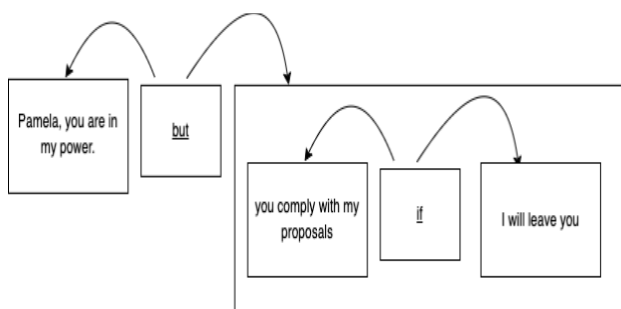 Pamela, you are in
my power.
but
you comply with my
proposals
if
I will leave you